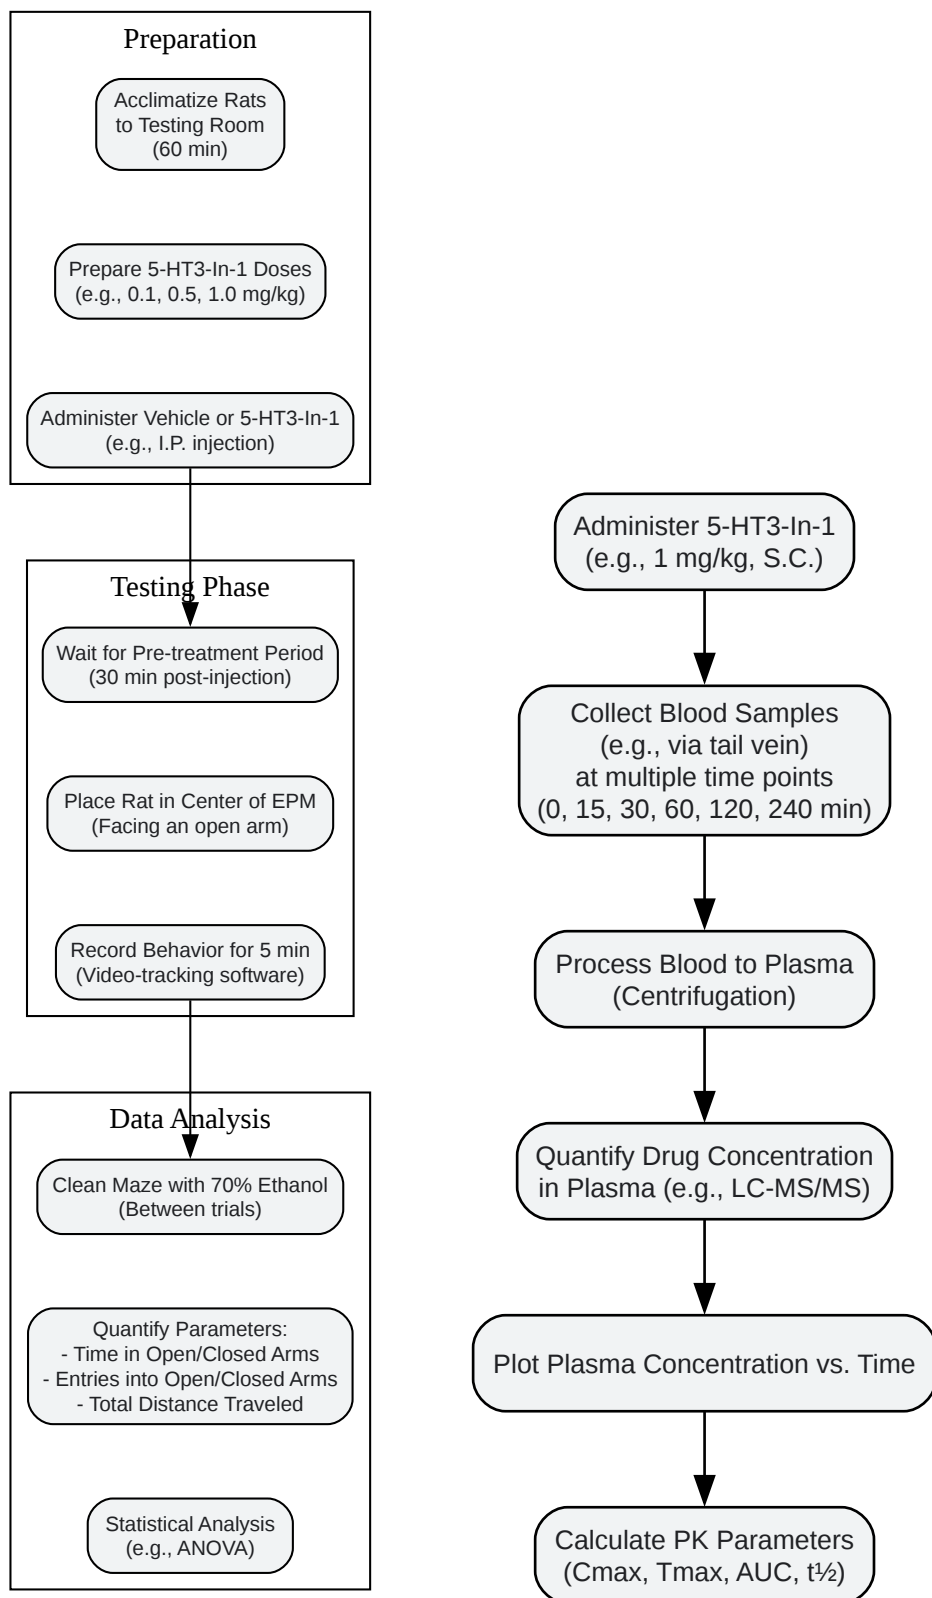 Preparation
Acclimatize Rats
to Testing Room
(60 min)
Prepare 5-HT3-In-1 Doses
(e.g., 0.1, 0.5, 1.0 mg/kg)
Administer Vehicle or 5-HT3-In-1
(e.g., I.P. injection)
Testing Phase
Wait for Pre-treatment Period
(30 min post-injection)
Place Rat in Center of EPM
(Facing an open arm)
Record Behavior for 5 min
(Video-tracking software)
Data Analysis
Clean Maze with 70% Ethanol
(Between trials)
Quantify Parameters:
- Time in Open/Closed Arms
- Entries into Open/Closed Arms
- Total Distance Traveled
Statistical Analysis
(e.g., ANOVA)
Administer 5-HT3-In-1
(e.g., 1 mg/kg, S.C.)
Collect Blood Samples
(e.g., via tail vein)
at multiple time points
(0, 15, 30, 60, 120, 240 min)
Process Blood to Plasma
(Centrifugation)
Quantify Drug Concentration
in Plasma (e.g., LC-MS/MS)
Plot Plasma Concentration vs. Time
Calculate PK Parameters
(Cmax, Tmax, AUC, t½)